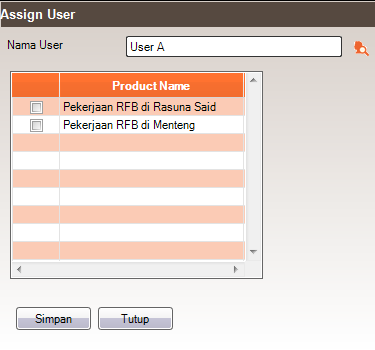 Assign User
Nama User
User A
Product Name
Pekerjaan RFB di Rasuna Said
Pekerjaan RFB di Menteng
Simpan
Tutup